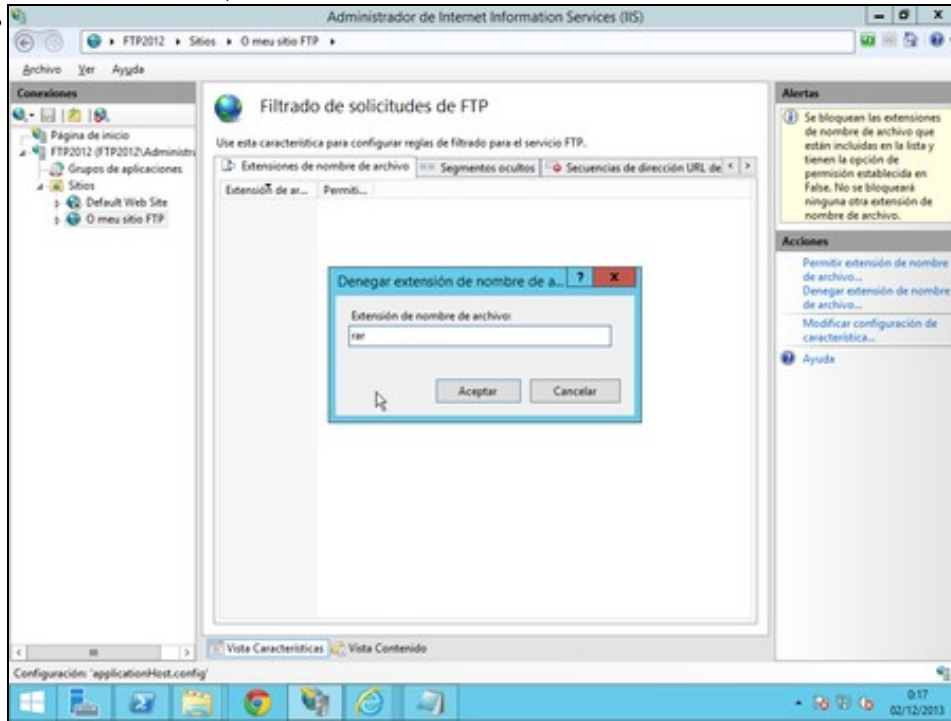 Administrador de Internet Information Services (IIS)
FTP2012 Sitios O meu sitio FTP
Archivo Ver Ayuda
Conexiones
Página de inicio
FTP2012 (FTP2012\Administr
Grupos de aplicaciones
Sitios
Default Web Site
O meu sitio FTP
Filtrado de solicitudes de FTP
Use esta característica para configurar reglas de filtrado para el servicio FTP.
Extensiones de nombre de archivo Segmentos ocultos Secuencias de dirección URL de
Extensión de ar... Permiti...
Denegar extensión de nombre de a...
Extensión de nombre de archivo:
rar
Aceptar Cancelar
Vista Características Vista Contenido
Alertas
Se bloquean las extensiones
de nombre de archivo que
están incluidas en la lista y
tienen la opción de
permisión establecida en
False. No se bloqueará
ninguna otra extensión de
nombre de archivo.
Acciones
Permitir extensión de nombre
de archivo...
Denegar extensión de nombre
de archivo...
Modificar configuración de
característica...
Ayuda
Configuración: 'applicationHost.config'
0:17
02/12/2013